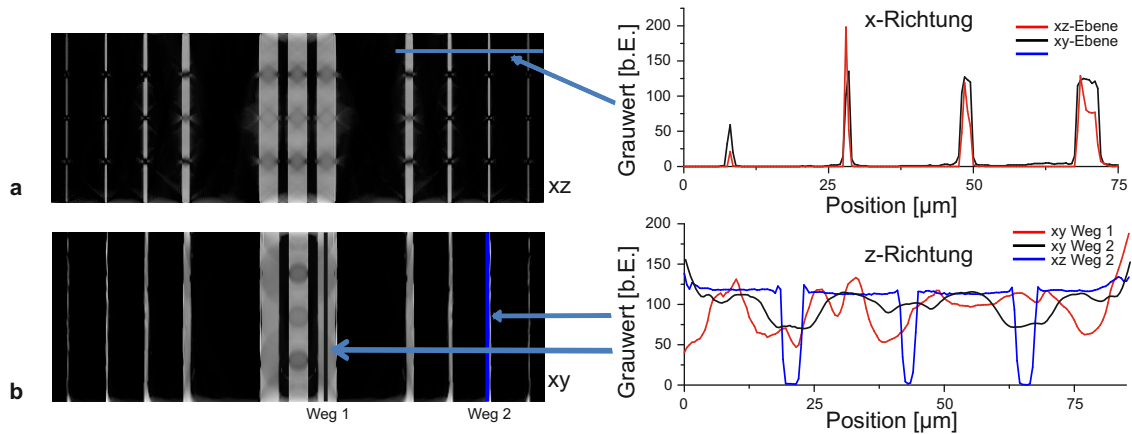 a
xz
b
xy
Weg 1
Weg 2
x-Richtung
xz-Ebene
xy-Ebene
Grauwert [b.E.]
200
150
100
50
0
0
25
50
75
Position [µm]
z-Richtung
xy Weg 1
xy Weg 2
xz Weg 2
Grauwert [b.E.]
200
150
100
50
0
0
25
50
75
Position [µm]